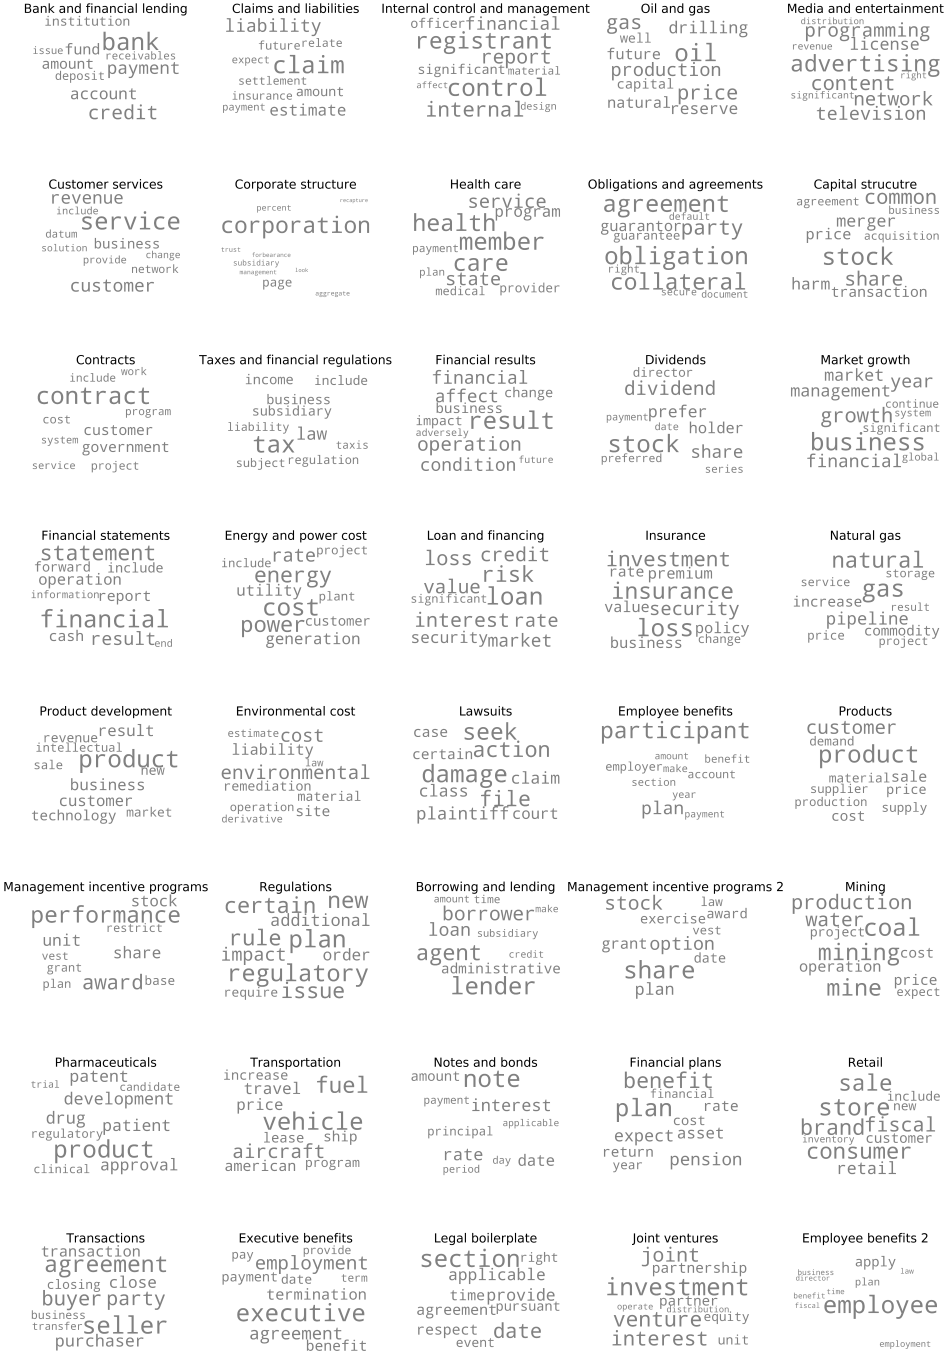 Bank and financial lending
institution
bank
issue fund receivables
amount payment
deposit
account
credit
Claims and liabilities
liability
future relate
expect claim
settlement
insurance amount
payment estimate
Internal control and management
officer financial
registrant
report
significant material
affect control
internal design
Oil and gas
gas drilling
well
future oil
production
capital price
natural reserve
Media and entertainment
distribution
programming
revenue license
advertising
content right
significant network
television
Customer services
revenue
include
service
datum
solution business
provide change
network
customer
Corporate structure
recapture
percent
corporation
trust
forbearance
subsidiary
management look
page
aggregate
Health care
service
program
health
payment member
care
plan state
medical provider
Obligations and agreements
agreement
default
guarantor party
guarantee
obligation
right
collateral
secure document
Capital strucutre
agreement common
business
merger
price acquisition
stock
harm share
transaction
Contracts
include work
contract
program
cost
customer
system government
service project
Taxes and financial regulations
income include
business
subsidiary
liability law
tax taxis
subject regulation
Financial results
financial
affect change
business
impact result
adversely
operation
condition future
Dividends
director
dividend
payment prefer
date holder
stock
preferred share
series
Market growth
market year
management
continue
growth system
significant
business
financial global
Financial statements
statement
forward include
operation
information report
financial
cash result end
Energy and power cost
rate project
include
energy
utility plant
cost
power customer
generation
Loan and financing
loss credit
risk
value
significant loan
interest rate
security market
Insurance
investment
rate premium
insurance
value security
loss policy
business change
Natural gas
natural
storage
service gas
increase result
pipeline
price commodity
project
Product development
result
revenue
intellectual
sale product
new
business
customer
technology market
Environmental cost
estimate cost
liability
law
environmental
remediation
material
operation site
derivative
Lawsuits
case seek
certain action
damage claim
class file
plaintiff court
Employee benefits
participant
amount benefit
employer make account
section
year
plan payment
Products
customer
demand
product
material sale
supplier price
production supply
cost
Management incentive programs
stock
performance
restrict
unit
vest share
grant
plan award base
Regulations
certain new
additional
rule plan
impact order
regulatory
require issue
Borrowing and lending
amount time
borrower make
loan subsidiary
agent credit
administrative
lender
Management incentive programs 2
stock law
exercise award
vest
grant option
date
share
plan
Mining
production
water
project coal
mining cost
operation
mine price
expect
Pharmaceuticals
trial patent
candidate
development
drug
regulatory patient
product
clinical approval
Transportation
increase
travel fuel
price
vehicle
lease ship
aircraft
american program
Notes and bonds
amount note
payment interest
applicable
principal
rate day date
period
Financial plans
benefit
financial
plan rate
cost
expect asset
return
year pension
Retail
sale
include
store new
brand fiscal
inventory customer
consumer
retail
Transactions
transaction
agreement
closing close
buyer party
business
transfer seller
purchaser
Executive benefits
pay provide
employment
payment date term
termination
executive
agreement
benefit
Legal boilerplate
section right
applicable
time provide
agreement pursuant
respect date
event
Joint ventures
joint
partnership
investment
partner
operate distribution
venture equity
interest unit
Employee benefits 2
apply
business law
director plan
benefit time
fiscal employee
employment